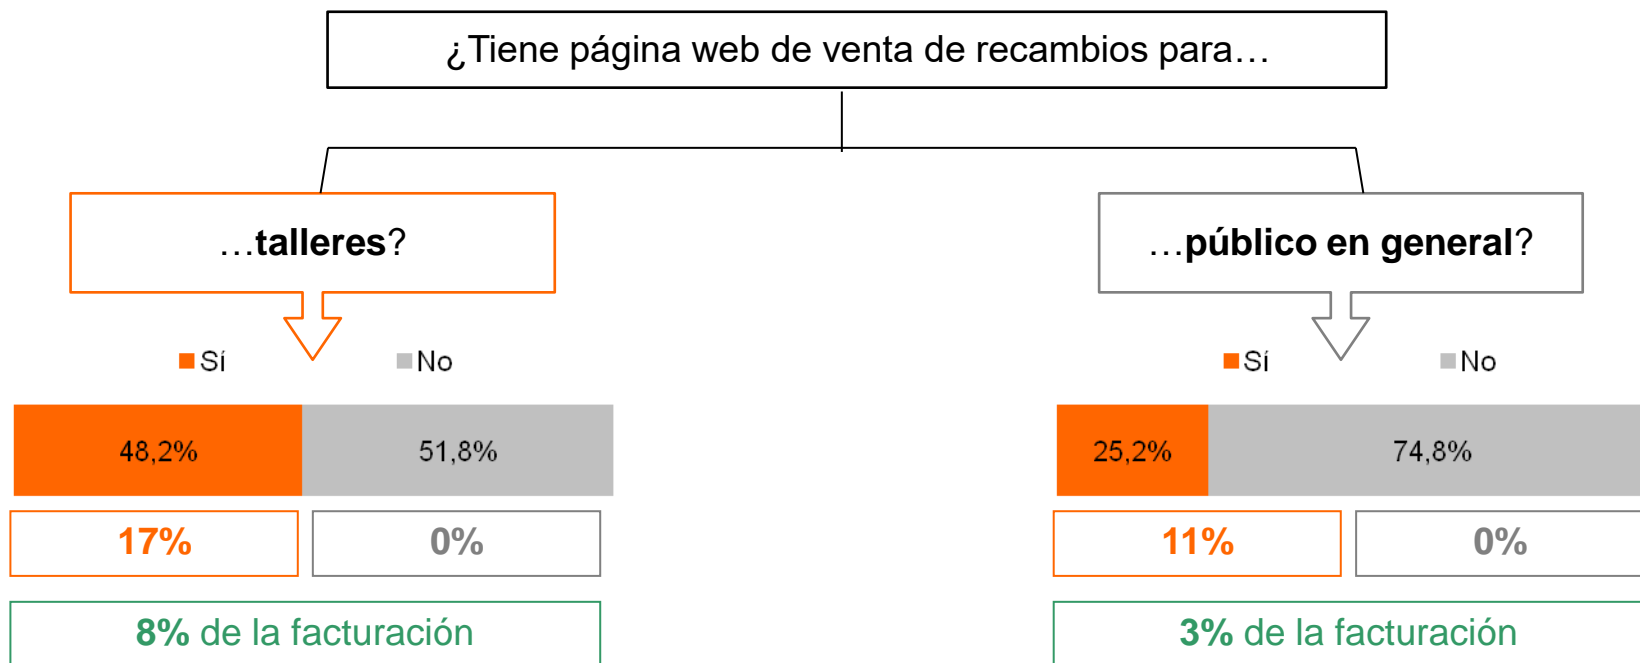 ¿Tiene página web de venta de recambios para…
…talleres?
…público en general?
Sí No
Sí No
48,2% 51,8%
25,2% 74,8%
17% 0%
11% 0%
8% de la facturación
3% de la facturación